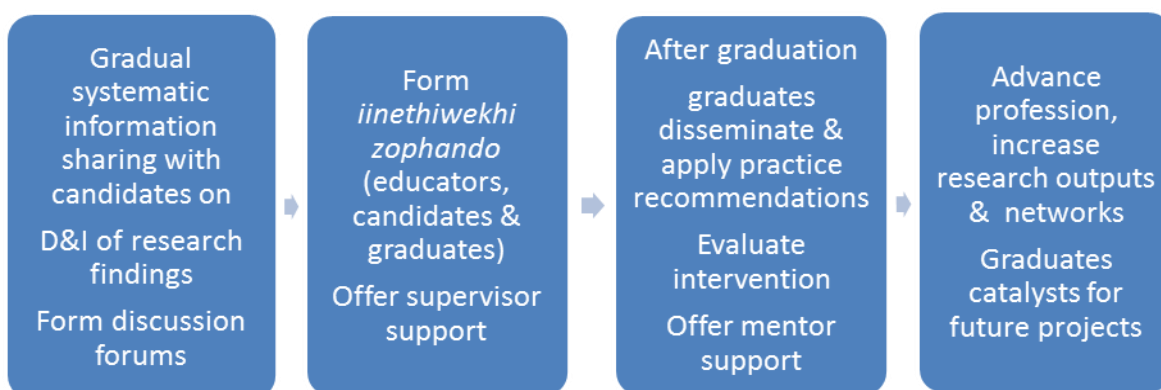 Gradual
systematic
information
sharing with
candidates on
D&I of research
findings
Form discussion
forums
Form
iinethiwekhi
zophando
(educators,
candidates &
graduates)
Offer supervisor
support
After graduation
graduates
disseminate &
apply practice
recommendations
Evaluate
intervention
Offer mentor
support
Advance
profession,
increase
research outputs
& networks
Graduates
catalysts for
future projects